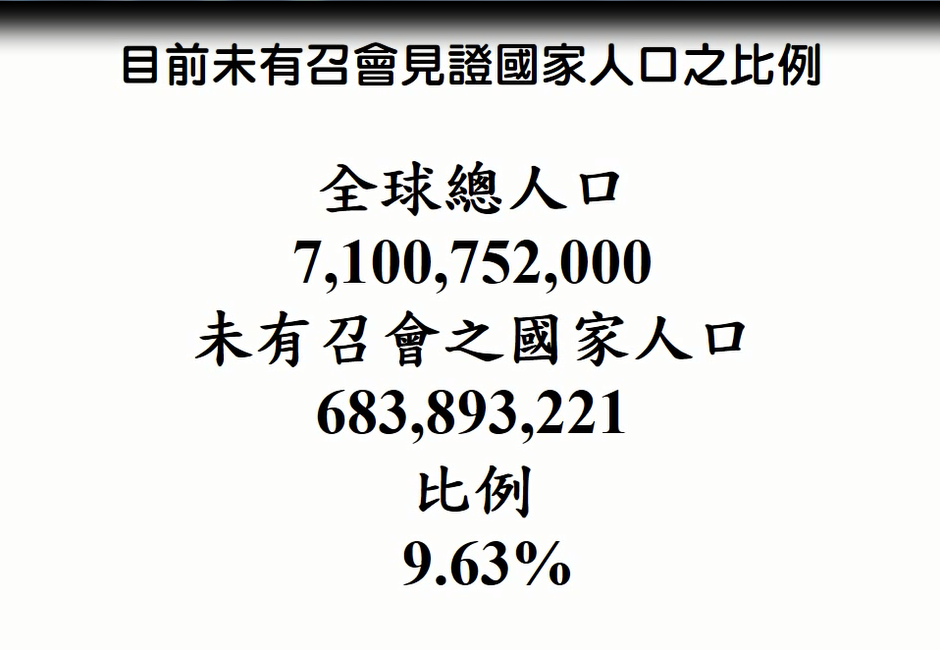 目前未有召會見證國家人口之比例
全球總人口
7,100,752,000
未有召會之國家人口
683,893,221
比例
9.63%